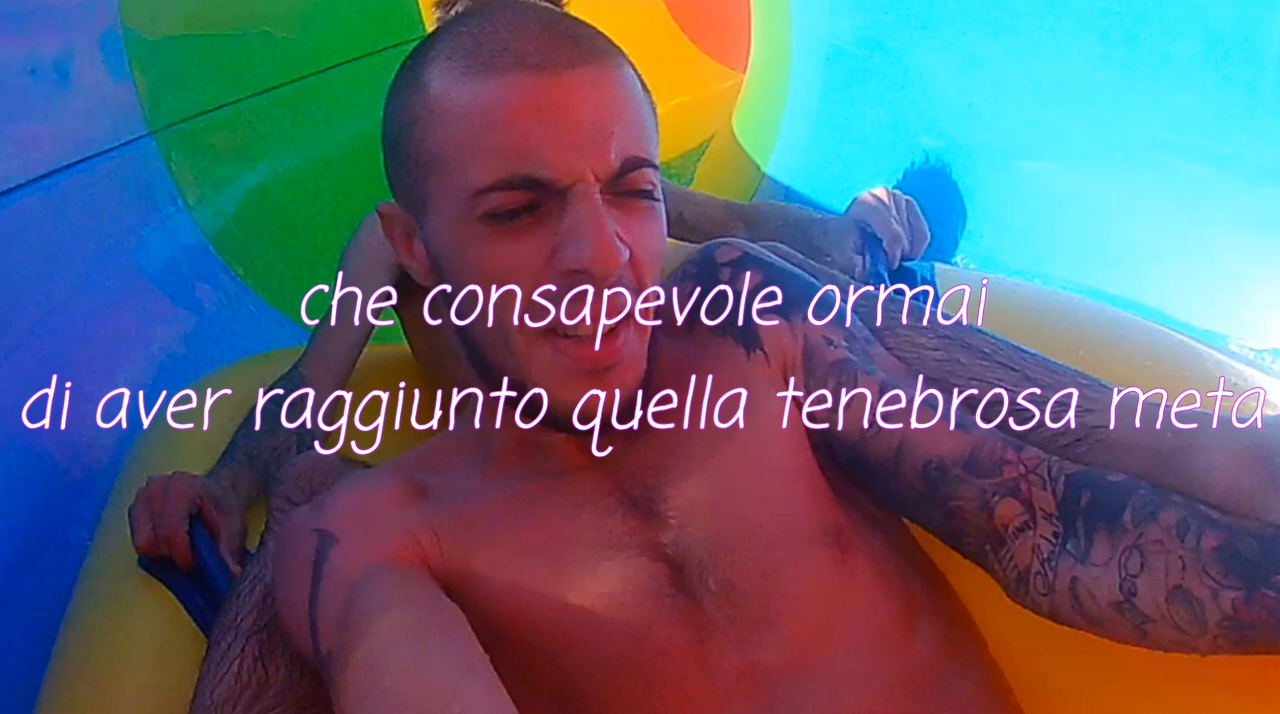 che consapevole ormai
di aver raggiunto quella tenebrosa meta